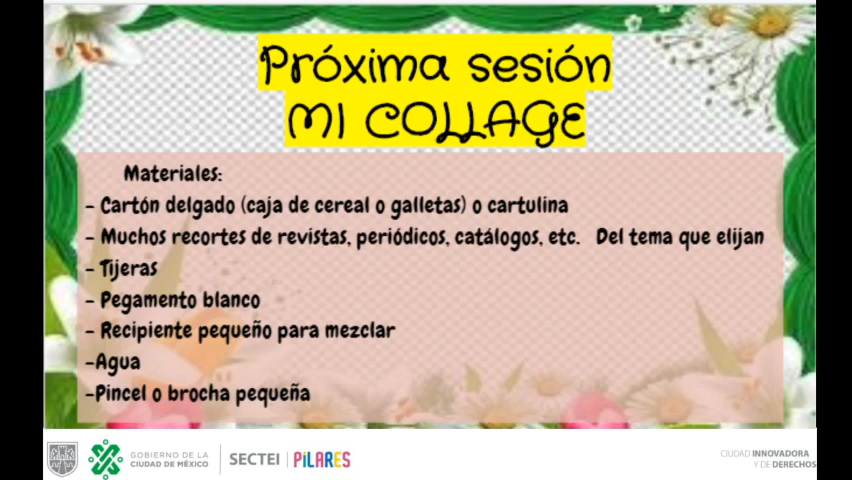 Próxima sesión
MI COLLAGE
Materiales:
- Cartón delgado (caja de cereal o galletas) o cartulina
- Muchos recortes de revistas, periódicos, catálogos, etc. Del tema que elijan
- Tijeras
- Pegamento blanco
- Recipiente pequeño para mezclar
-Agua
-Pincel o brocha pequeña
GOBIERNO DE LA
CIUDAD DE MÉXICO
SECTEI
PiLARES
CIUDAD INNOVADORA
Y DE DERECHOS